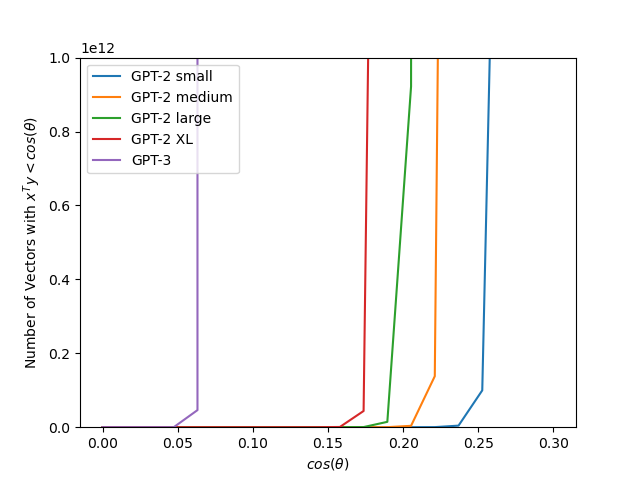 1e12
1.0
0.8
0.6
0.4
0.2
0.0
Number of Vectors with $x^T y < cos(\theta)$
GPT-2 small
GPT-2 medium
GPT-2 large
GPT-2 XL
GPT-3
0.00 0.05 0.10 0.15 0.20 0.25 0.30
$cos(\theta)$